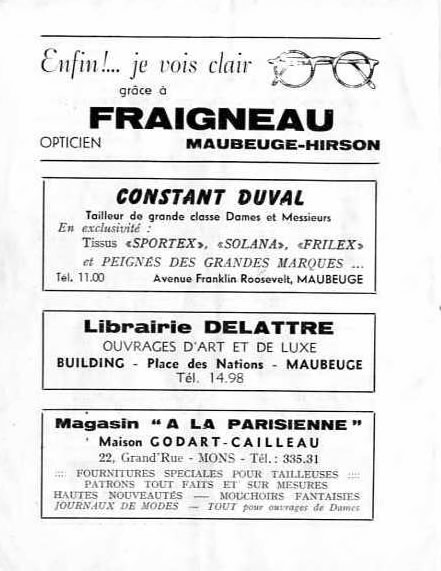 Enfin!... je vois clair
grâce à
FRAIGNEAU
OPTICIEN MAUBEUGE-HIRSON
CONSTANT DUVAL
Tailleur de grande classe Dames et Messieurs
En exclusivité :
Tissus «SPORTEX», «SOLANA», «FRILEX»
et PEIGNÉS DES GRANDES MARQUES ...
Tél. 11.00 Avenue Franklin Roosevelt, MAUBEUGE
Librairie DELATTRE
OUVRAGES D'ART ET DE LUXE
BUILDING - Place des Nations - MAUBEUGE
Tél. 14.98
Magasin "A LA PARISIENNE"
Maison GODART-CAILLEAU
22, Grand'Rue - MONS - Tél. : 335.31
:::: FOURNITURES SPECIALES POUR TAILLEUSES ::::
PATRONS TOUT FAITS ET SUR MESURES
HAUTES NOUVEAUTÉS — MOUCHOIRS FANTAISIES
JOURNAUX DE MODES — TOUT pour ouvrages de Dames